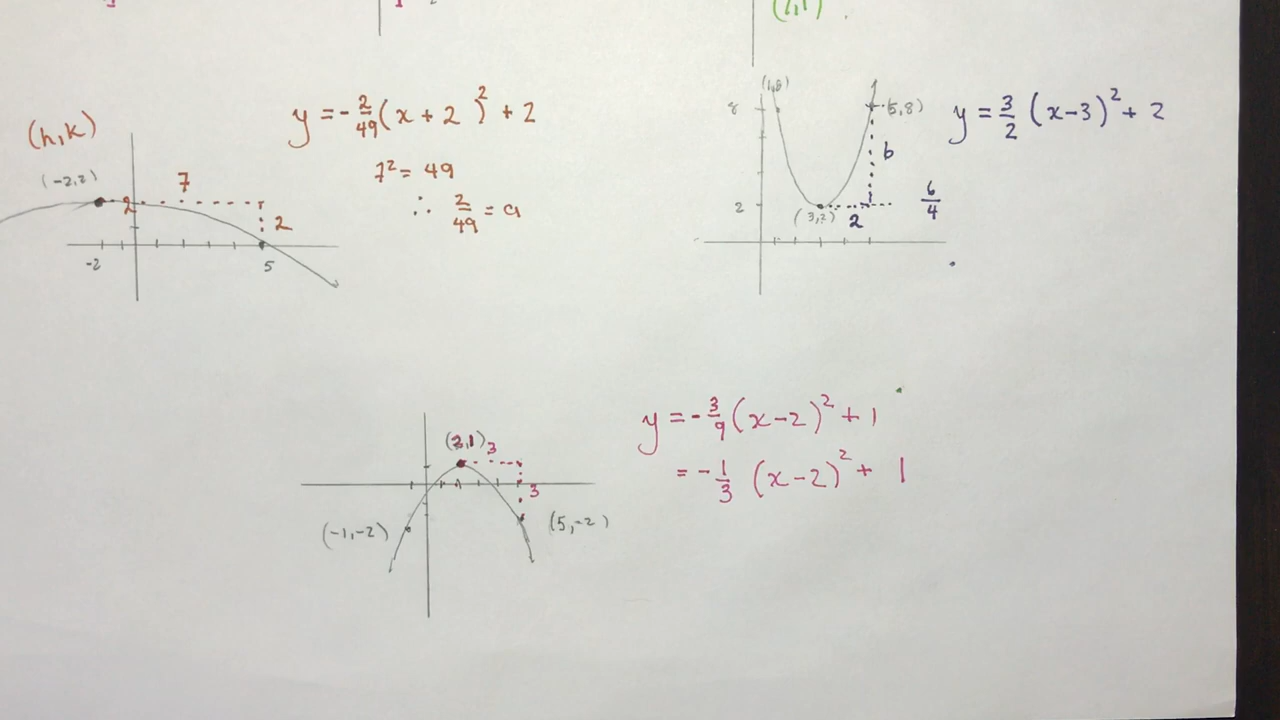 (h,k)
(-2,2)
7
2
2
-2
5
y = -2/49 (x + 2)² + 2
7² = 49
∴ 2/49 = a
(1,8)
8
(5,8)
6
2
(3,2)
2
6/4
y = 3/2 (x-3)² + 2
(2,1)
3
3
(-1,-2)
(5,-2)
y = -3/9 (x-2)² + 1
= -1/3 (x-2)² + 1